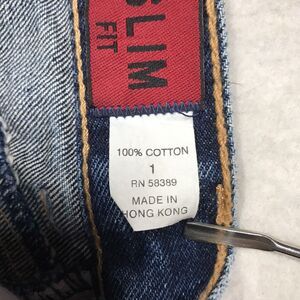 SLIM
FIT
100% COTTON
1
RN 58389
MADE IN
HONG KONG